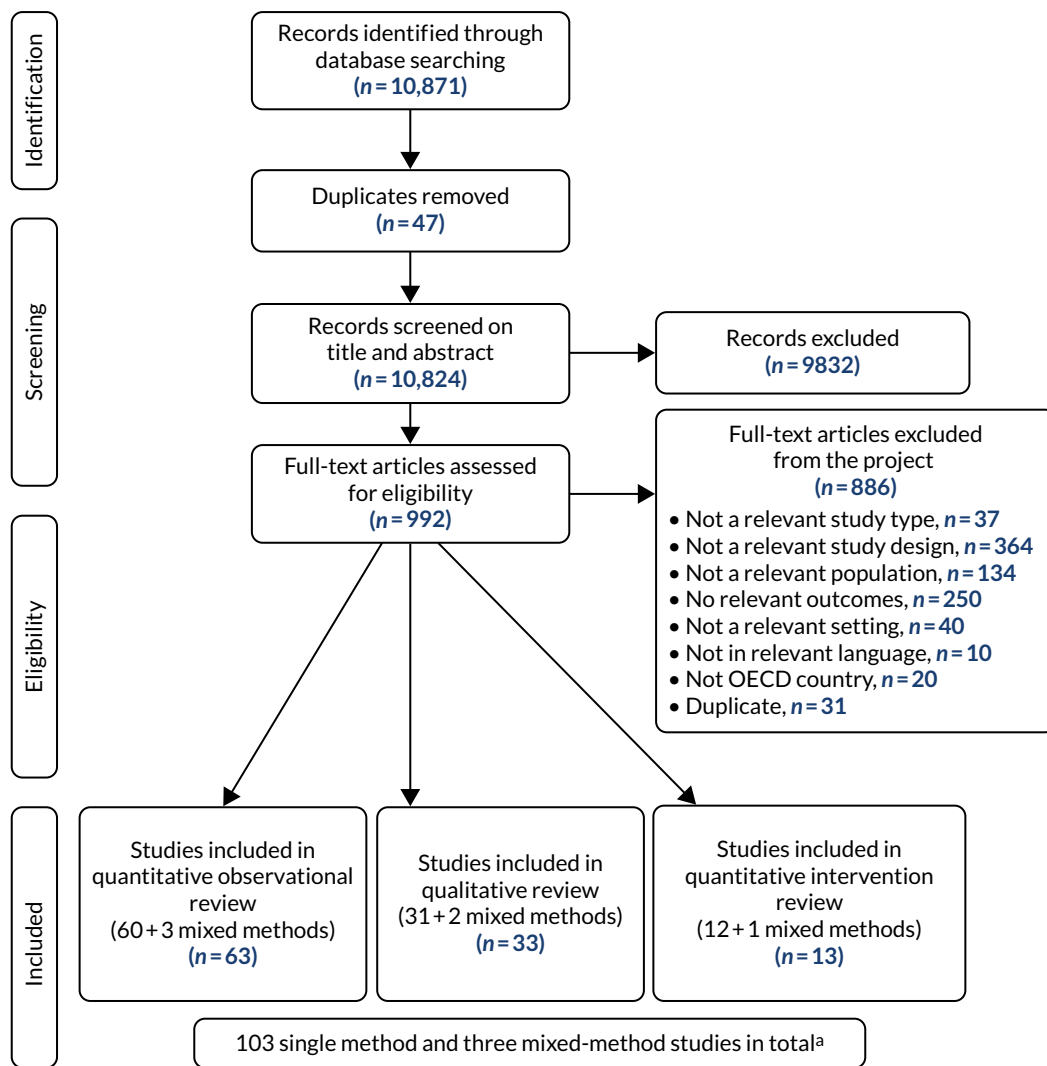 Identification
Records identified through
database searching
(n = 10,871)
Duplicates removed
(n = 47)
Screening
Records screened on
title and abstract
(n = 10,824)
Records excluded
(n = 9832)
Full-text articles assessed
for eligibility
(n = 992)
Full-text articles excluded
from the project
(n = 886)
• Not a relevant study type, n = 37
• Not a relevant study design, n = 364
• Not a relevant population, n = 134
• No relevant outcomes, n = 250
• Not a relevant setting, n = 40
• Not in relevant language, n = 10
• Not OECD country, n = 20
• Duplicate, n = 31
Eligibility
Included
Studies included in
quantitative observational
review
(60 + 3 mixed methods)
(n = 63)
Studies included in
qualitative review
(31 + 2 mixed methods)
(n = 33)
Studies included in
quantitative intervention
review
(12 + 1 mixed methods)
(n = 13)
103 single method and three mixed-method studies in totalᵃ